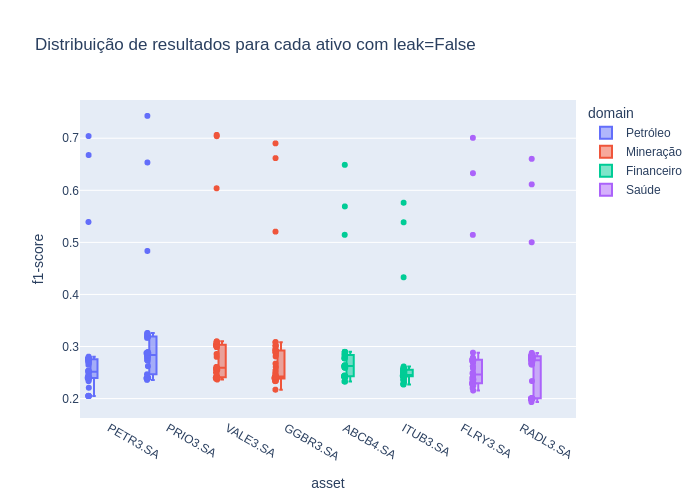 Distribuição de resultados para cada ativo com leak=False
domain
Petróleo
Mineração
Financeiro
Saúde
f1-score
0.7
0.6
0.5
0.4
0.3
0.2
PETR3.SA
PRIO3.SA
VALE3.SA
GGBR3.SA
ABCB4.SA
ITUB3.SA
FLRY3.SA
RADL3.SA
asset